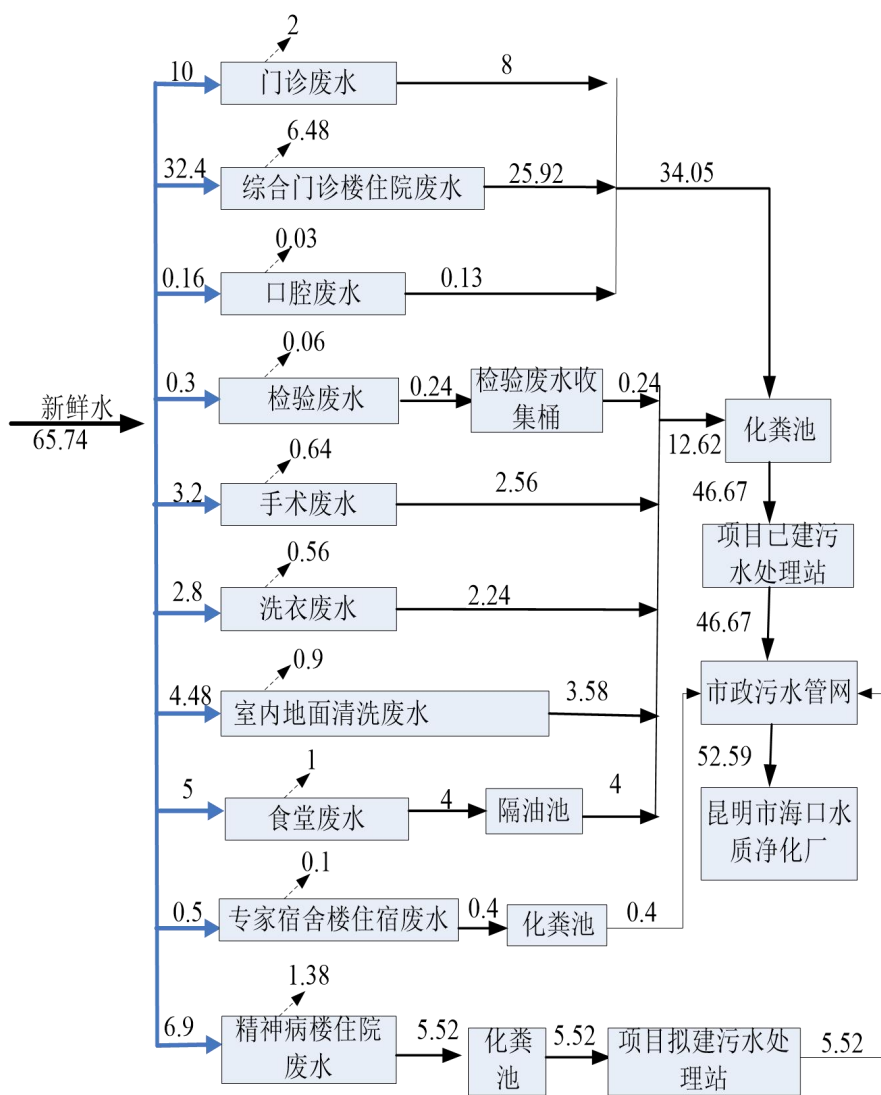 2
10
门诊废水
8
6.48
32.4
综合门诊楼住院废水
25.92
34.05
0.03
0.16
口腔废水
0.13
0.06
0.3
检验废水
0.24
检验废水收
集桶
0.24
新鲜水
65.74
12.62
化粪池
0.64
3.2
手术废水
2.56
46.67
项目已建污
水处理站
0.56
2.8
洗衣废水
2.24
46.67
0.9
4.48
室内地面清洗废水
3.58
市政污水管网
52.59
1
5
食堂废水
4
隔油池
4
昆明市海口水
质净化厂
0.1
0.5
专家宿舍楼住宿废水
0.4
化粪池
0.4
1.38
6.9
精神病楼住院
废水
5.52
化粪
池
5.52
项目拟建污水处
理站
5.52